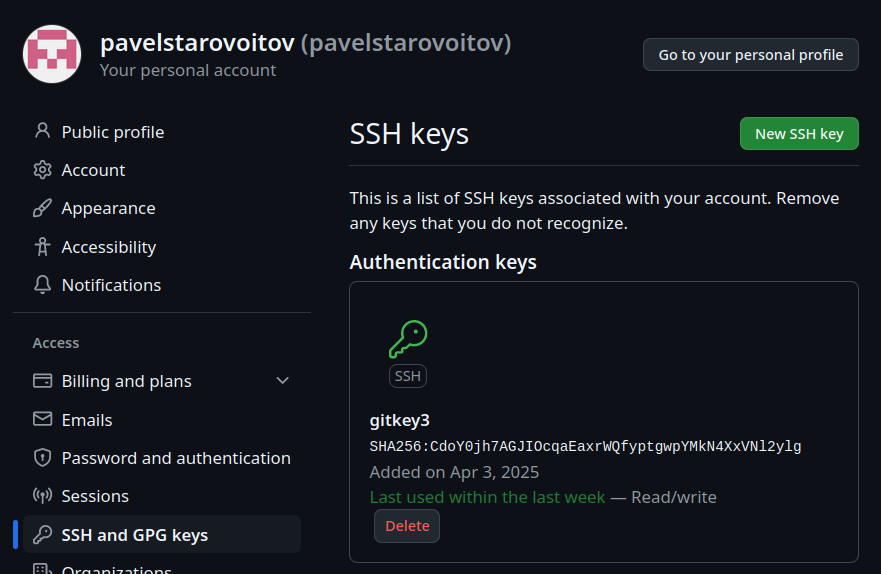 pavelstarovoitov (pavelstarovoitov)
Your personal account
Go to your personal profile
Public profile
Account
Appearance
Accessibility
Notifications
Access
Billing and plans
Emails
Password and authentication
Sessions
SSH and GPG keys
Organizations
SSH keys
New SSH key
This is a list of SSH keys associated with your account. Remove
any keys that you do not recognize.
Authentication keys
SSH
gitkey3
SHA256:CdoY0jh7AGJIOcqaEaxrWQfyptgwpYMkN4XxVNl2ylg
Added on Apr 3, 2025
Last used within the last week — Read/write
Delete